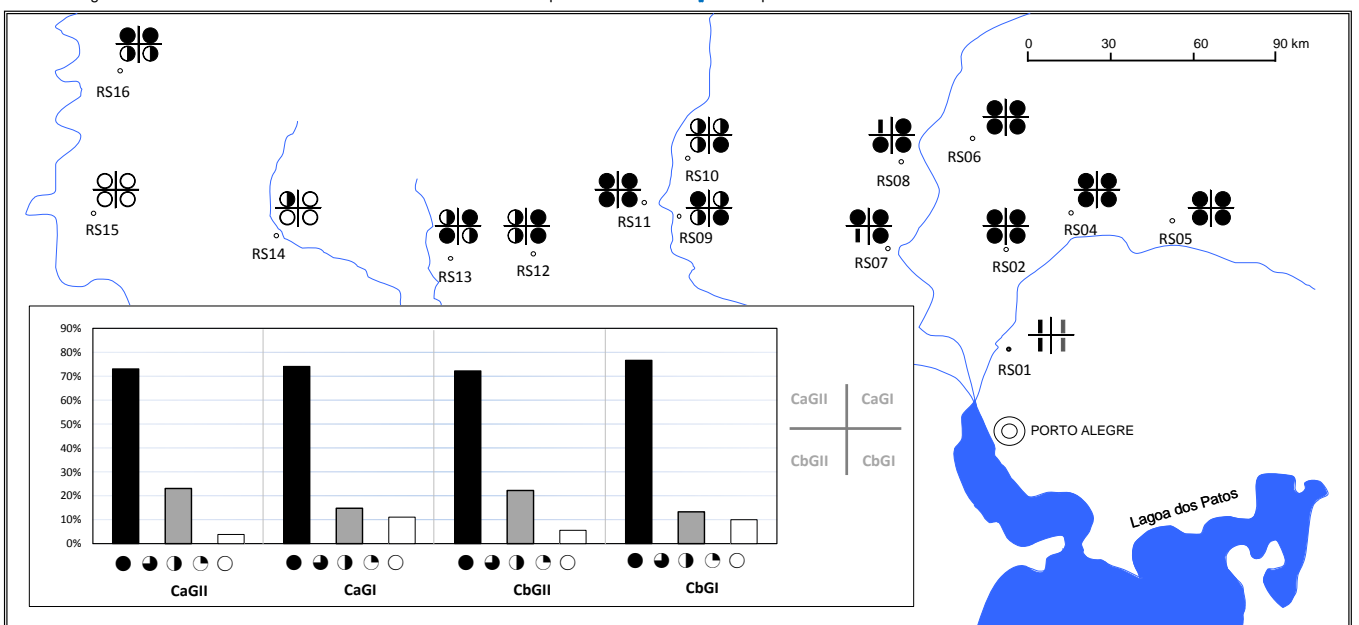 0 30 60 90 km
RS16
RS10
RS08
RS06
RS15
RS14
RS13
RS12
RS11
RS09
RS07
RS02
RS04
RS05
RS01
PORTO ALEGRE
Lagoa dos Patos
90%
80%
70%
60%
50%
40%
30%
20%
10%
0%
CaGII CaGI CbGII CbGI
CaGII CaGI
CbGII CbGI